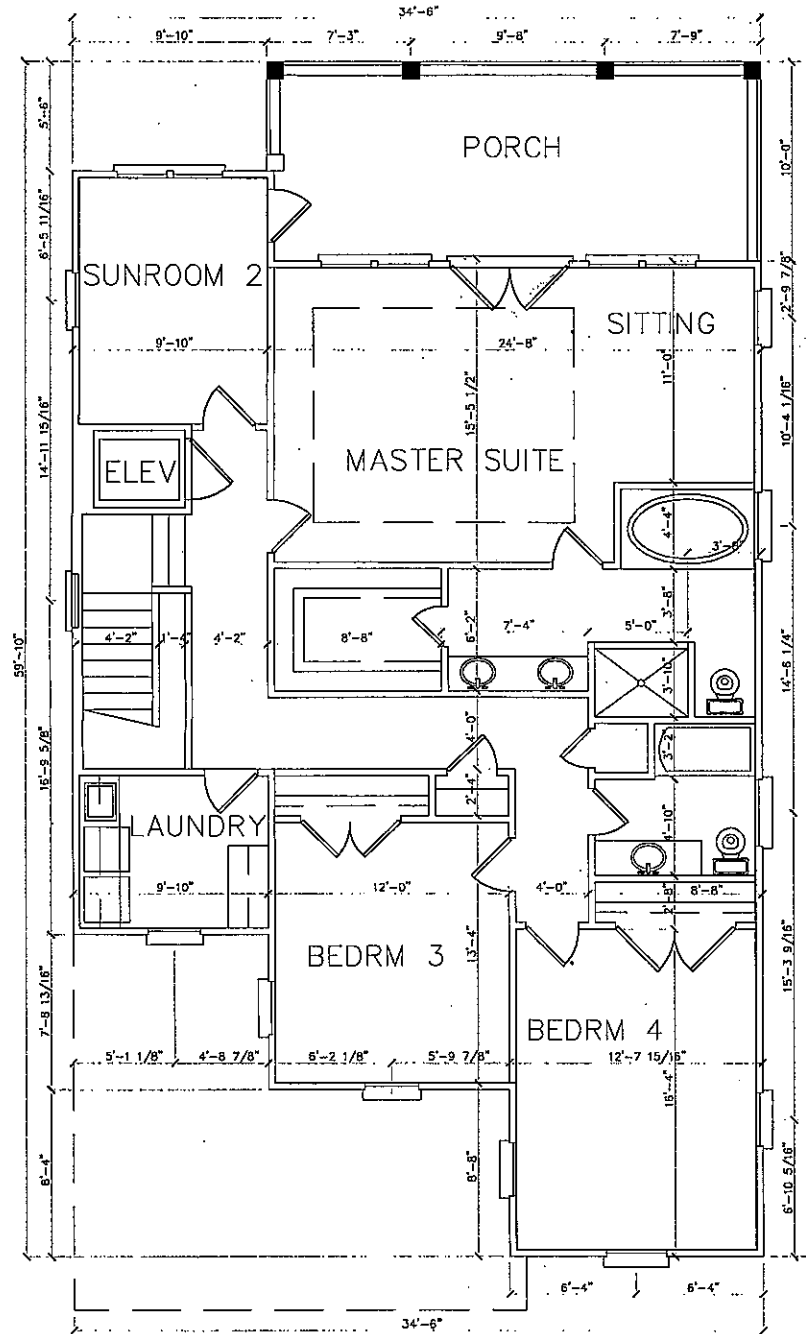 34'-6"
9'-10" 7'-3" 9'-8" 7'-9"
5'-6"
PORCH
10'-0"
6'-5 11/16"
SUNROOM 2
2'-9 7/8"
SITTING
9'-10" 24'-8"
11'-0"
15'-5 1/2"
10'-4 1/16"
14'-11 15/16"
ELEV
MASTER SUITE
4'-4"
3'-8"
4'-2" 1'-4" 4'-2" 8'-8" 6'-2" 7'-4" 5'-0"
59'-10"
14'-6 1/4"
3'-10"
16'-9 5/8"
4'-0"
3'-2"
2'-4"
LAUNDRY
4'-10"
9'-10" 12'-0" 4'-0" 8'-8"
2'-8"
13'-4"
BEDRM 3
15'-3 9/16"
7'-8 13/16"
BEDRM 4
5'-1 1/8" 4'-8 7/8" 6'-2 1/8" 5'-9 7/8" 12'-7 15/16"
16'-4"
8'-8"
6'-4"
6'-10 5/16"
6'-4" 6'-4"
34'-6"